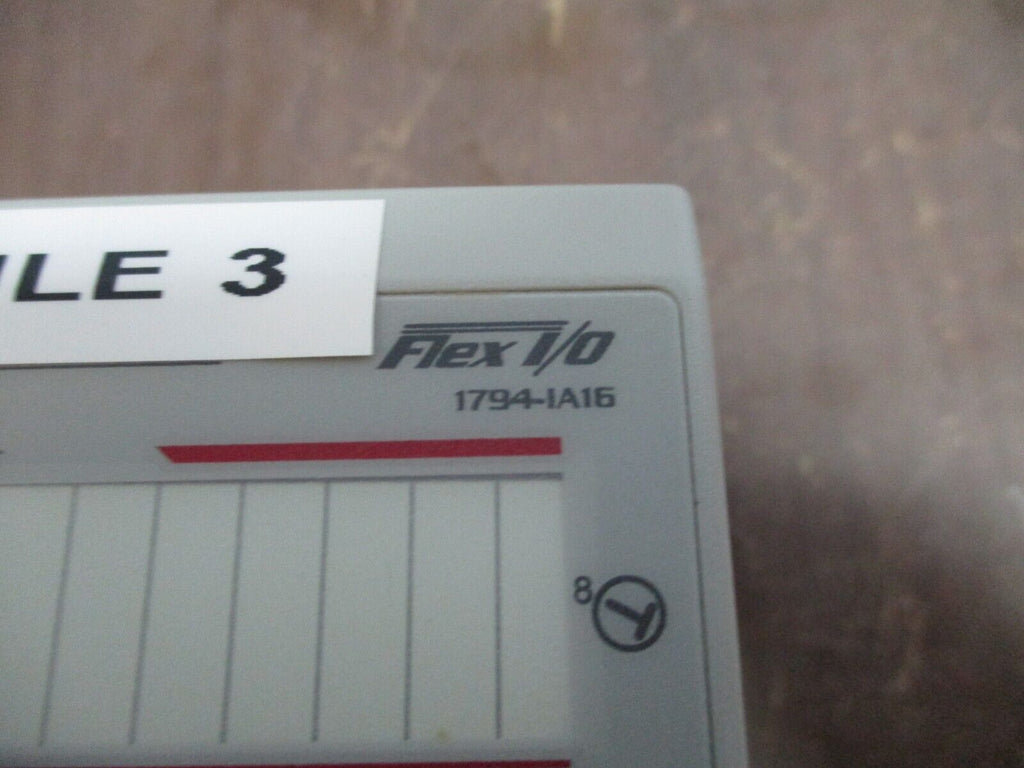 LE 3
Flex I/O
1794-IA16
8